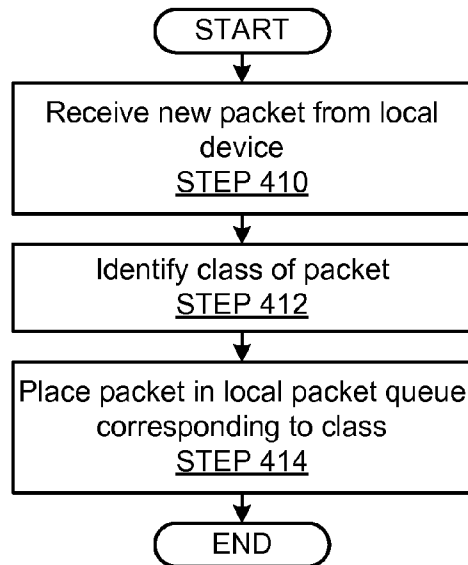 START
Receive new packet from local
device
STEP 410
Identify class of packet
STEP 412
Place packet in local packet queue
corresponding to class
STEP 414
END